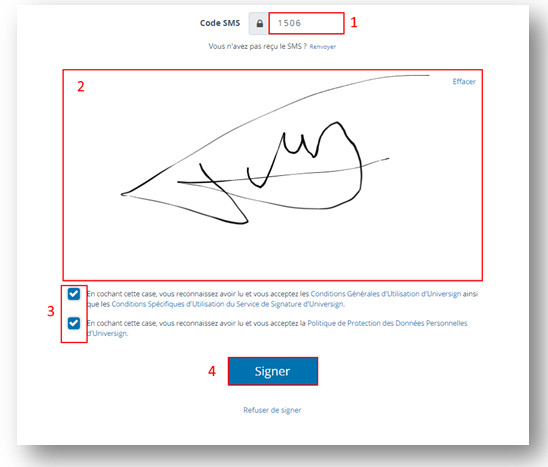 Code SMS 1506 1
Vous n'avez pas reçu le SMS ? Renvoyer
2 Effacer
3
En cochant cette case, vous reconnaissez avoir lu et vous acceptez les Conditions Générales d'Utilisation d'Universign ainsi
que les Conditions Spécifiques d'Utilisation du Service de Signature d'Universign.
En cochant cette case, vous reconnaissez avoir lu et vous acceptez la Politique de Protection des Données Personnelles
d'Universign.
4 Signer
Refuser de signer